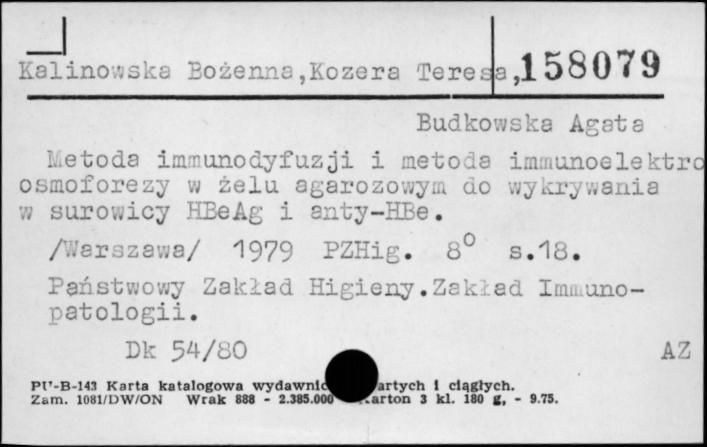 Kalinowska Bożenna,Kozera Teresa,158079
Budkowska Agata
Metoda immunodyfuzji i metoda immunoelektro
osmoforezy w żelu agarozowym do wykrywania
w surowicy HBeAg i anty-HBe.
/Warszawa/ 1979 PZHig. 8° s.18.
Państwowy Zakład Higieny.Zakład Immuno-
patologii.
Dk 54/80 AZ
PU-B-143 Karta katalogowa wydawnic artych i ciągłych.
Zam. 1081/DW/ON Wrak 888 - 2.385.000 arton 3 kl. 180 g, - 9.75.